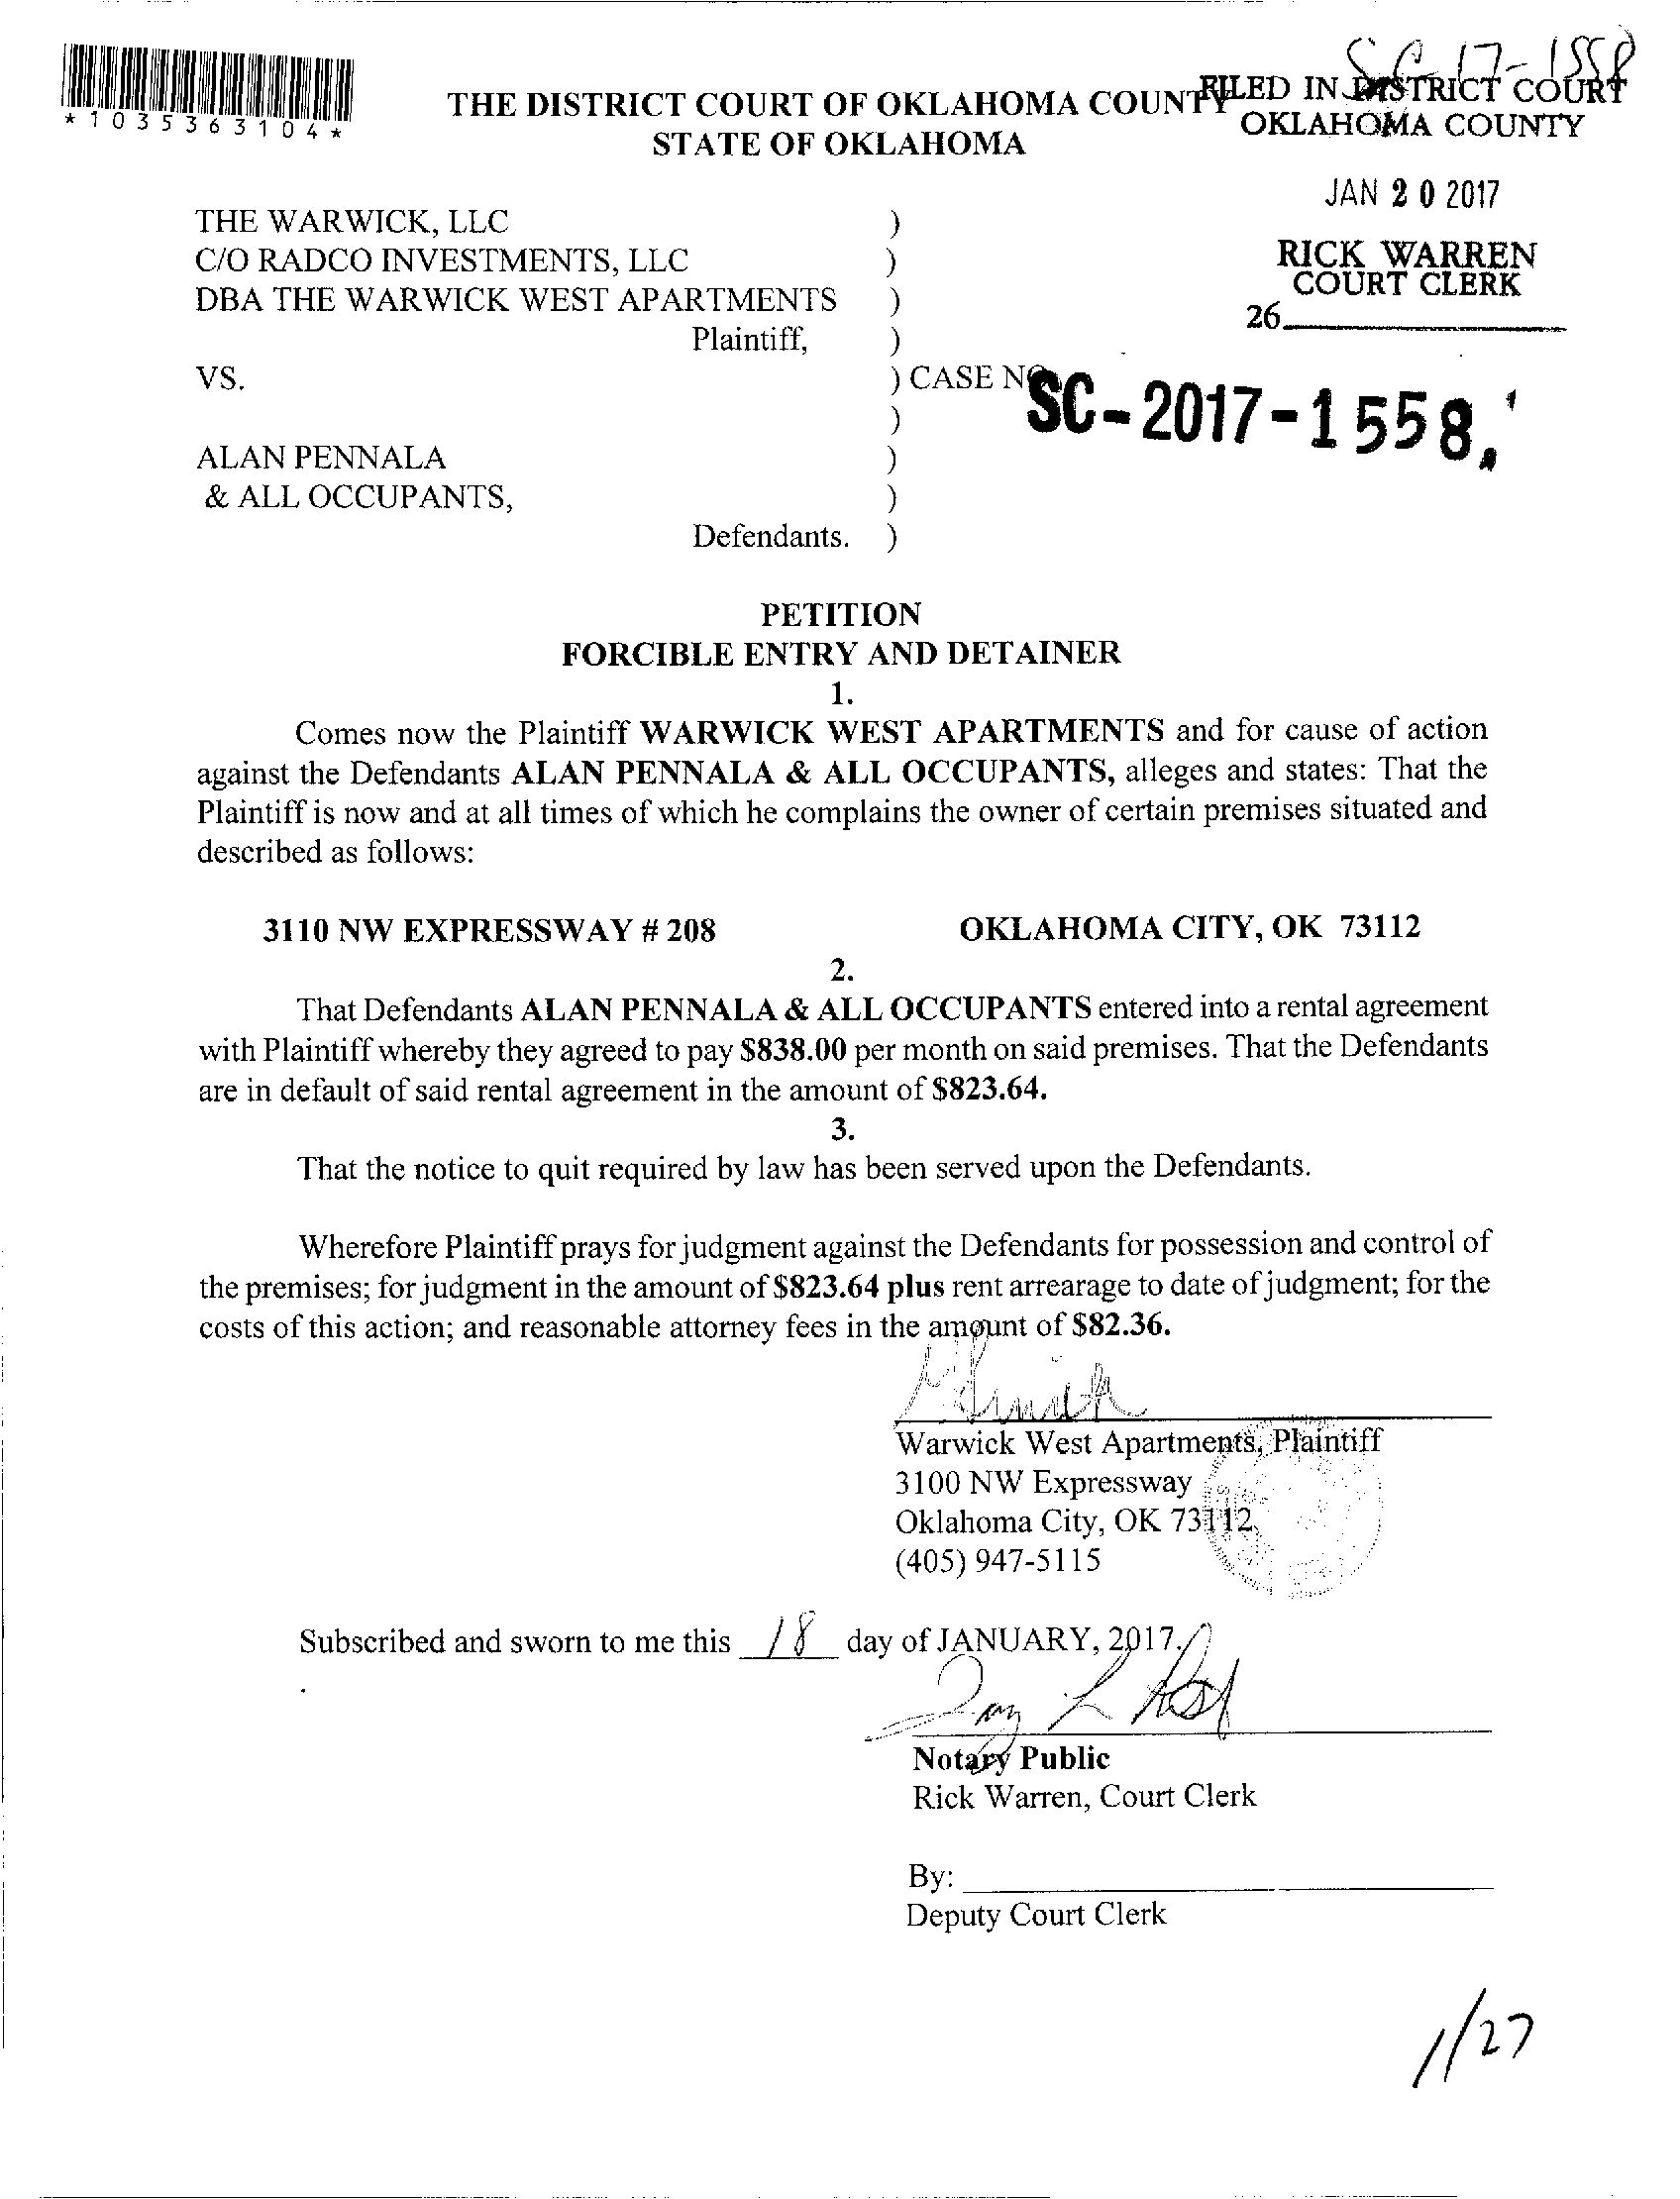 SC-17-1558
*1035363104*
THE DISTRICT COURT OF OKLAHOMA COUNTY
STATE OF OKLAHOMA
FILED IN DISTRICT COURT
OKLAHOMA COUNTY
JAN 20 2017
RICK WARREN
COURT CLERK
26
THE WARWICK, LLC )
C/O RADCO INVESTMENTS, LLC )
DBA THE WARWICK WEST APARTMENTS )
Plaintiff, )
VS. ) CASE NO.
SC-2017-1558
)
ALAN PENNALA )
& ALL OCCUPANTS, )
Defendants. )
PETITION
FORCIBLE ENTRY AND DETAINER
1.
Comes now the Plaintiff WARWICK WEST APARTMENTS and for cause of action
against the Defendants ALAN PENNALA & ALL OCCUPANTS, alleges and states: That the
Plaintiff is now and at all times of which he complains the owner of certain premises situated and
described as follows:
3110 NW EXPRESSWAY # 208 OKLAHOMA CITY, OK 73112
2.
That Defendants ALAN PENNALA & ALL OCCUPANTS entered into a rental agreement
with Plaintiff whereby they agreed to pay $838.00 per month on said premises. That the Defendants
are in default of said rental agreement in the amount of $823.64.
3.
That the notice to quit required by law has been served upon the Defendants.
Wherefore Plaintiff prays for judgment against the Defendants for possession and control of
the premises; for judgment in the amount of $823.64 plus rent arrearage to date of judgment; for the
costs of this action; and reasonable attorney fees in the amount of $82.36.
Warwick West Apartments, Plaintiff
3100 NW Expressway
Oklahoma City, OK 73112
(405) 947-5115
Subscribed and sworn to me this 18 day of JANUARY, 2017.
Notary Public
Rick Warren, Court Clerk
By:
Deputy Court Clerk
1/27